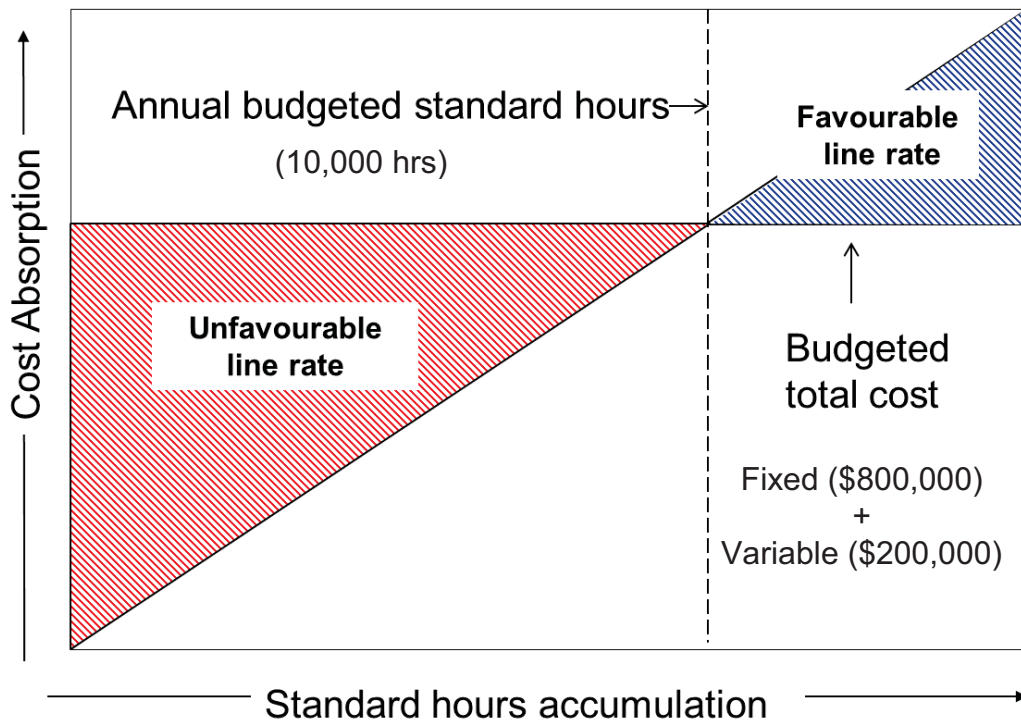 Annual budgeted standard hours
(10,000 hrs)
Favourable
line rate
Unfavourable
line rate
Budgeted
total cost
Fixed ($800,000)
+
Variable ($200,000)
Cost Absorption
Standard hours accumulation